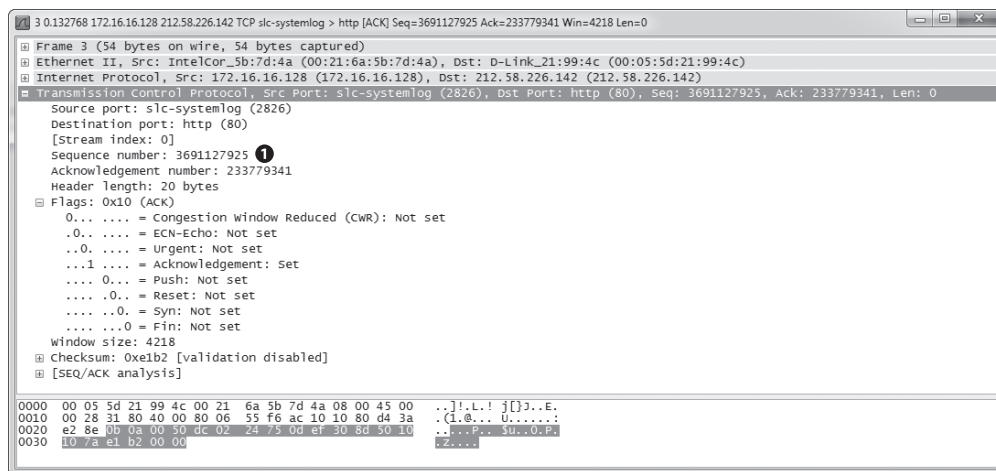 3 0.132768 172.16.16.128 212.58.226.142 TCP slc-systemlog > http [ACK] Seq=3691127925 Ack=233779341 Win=4218 Len=0
Frame 3 (54 bytes on wire, 54 bytes captured)
Ethernet II, Src: IntelCor_5b:7d:4a (00:21:6a:5b:7d:4a), Dst: D-Link_21:99:4c (00:05:5d:21:99:4c)
Internet Protocol, Src: 172.16.16.128 (172.16.16.128), Dst: 212.58.226.142 (212.58.226.142)
Transmission Control Protocol, Src Port: slc-systemlog (2826), Dst Port: http (80), Seq: 3691127925, Ack: 233779341, Len: 0
Source port: slc-systemlog (2826)
Destination port: http (80)
[Stream index: 0]
Sequence number: 3691127925 1
Acknowledgement number: 233779341
Header length: 20 bytes
Flags: 0x10 (ACK)
0... .... = Congestion Window Reduced (CWR): Not set
.0.. .... = ECN-Echo: Not set
..0. .... = Urgent: Not set
...1 .... = Acknowledgement: Set
.... 0... = Push: Not set
.... .0.. = Reset: Not set
.... ..0. = Syn: Not set
.... ...0 = Fin: Not set
Window size: 4218
Checksum: 0xe1b2 [validation disabled]
[SEQ/ACK analysis]
0000 00 05 5d 21 99 4c 00 21 6a 5b 7d 4a 08 00 45 00 ..]!.L.! j[}J..E.
0010 00 28 31 80 40 00 80 06 55 f6 ac 10 10 80 d4 3a .(1.@... U......:
0020 e2 8e 0b 0a 00 50 dc 02 24 75 0d ef 30 8d 50 10 .....P.. $u..0.P.
0030 10 7a e1 b2 00 00 .z....